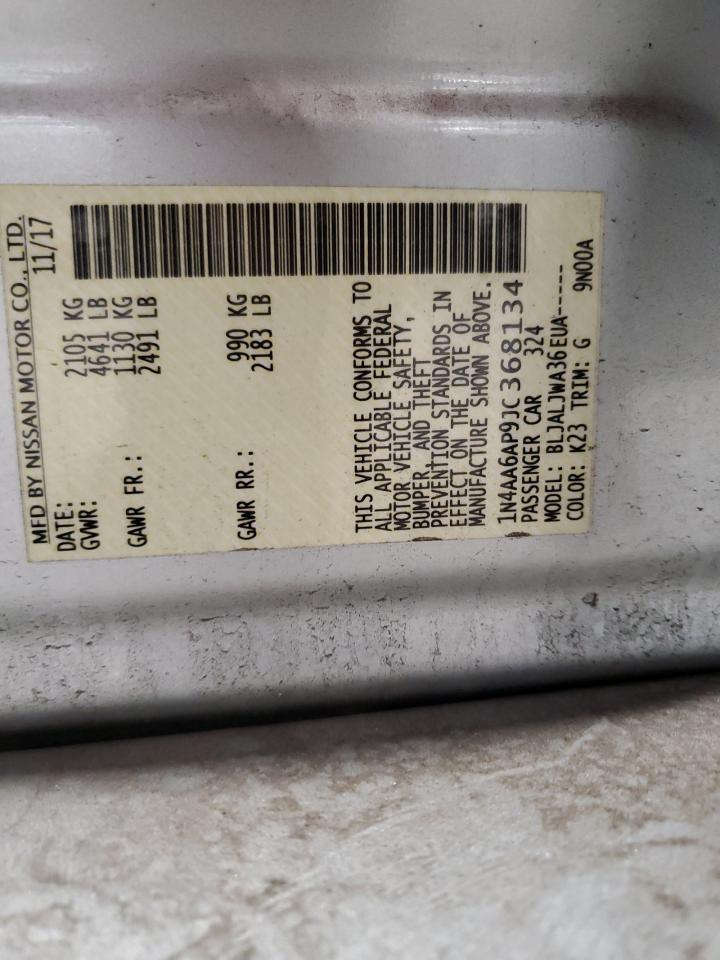 MFD BY NISSAN MOTOR CO., LTD.
DATE: 11/17
GVWR: 2105 KG
4641 LB
GAWR FR.: 1130 KG
2491 LB
GAWR RR.: 990 KG
2183 LB
THIS VEHICLE CONFORMS TO
ALL APPLICABLE FEDERAL
MOTOR VEHICLE SAFETY,
BUMPER, AND THEFT
PREVENTION STANDARDS IN
EFFECT ON THE DATE OF
MANUFACTURE SHOWN ABOVE.
1N4AA6AP9JC368134
PASSENGER CAR 324
MODEL: BLJALJWA36EUA-----
COLOR: K23 TRIM: G 9N00A